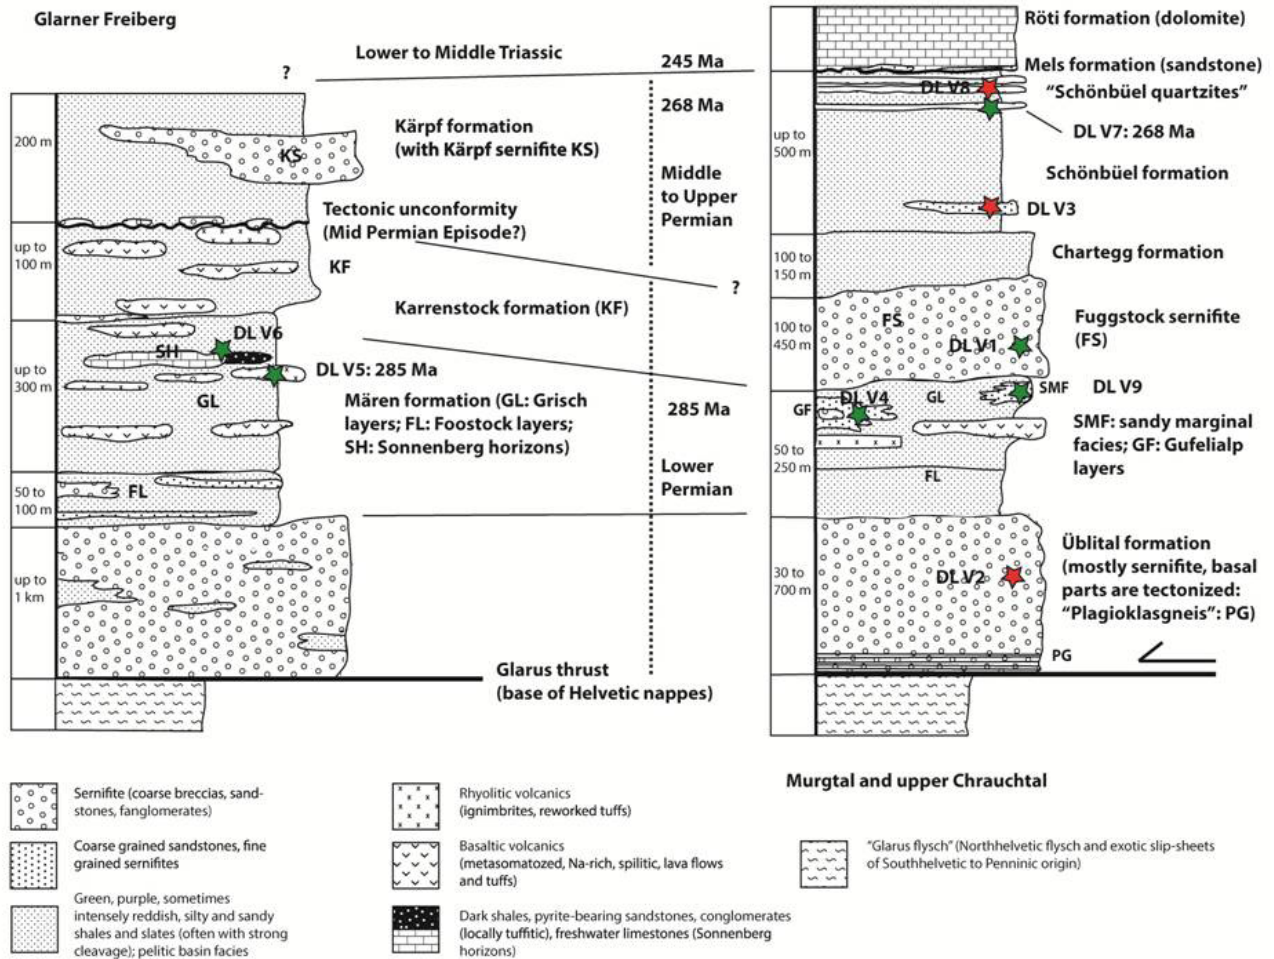 Glarner Freiberg
Lower to Middle Triassic
?
245 Ma
268 Ma
200 m
KS
Kärpf formation
(with Kärpf sernifite KS)
Middle
to Upper
Permian
Tectonic unconformity
(Mid Permian Episode?)
up to
100 m
KF
?
Karrenstock formation (KF)
DL V6
SH
up to
300 m
DL V5: 285 Ma
GL
Mären formation (GL: Grisch
layers; FL: Foostock layers;
SH: Sonnenberg horizons)
285 Ma
Lower
Permian
50 to
100 m
FL
up to
1 km
Glarus thrust
(base of Helvetic nappes)
Röti formation (dolomite)
Mels formation (sandstone)
DL V8
"Schönbüel quartzites"
DL V7: 268 Ma
up to
500 m
Schönbüel formation
DL V3
100 to
150 m
Chartegg formation
FS
Fuggstock sernifite
(FS)
100 to
450 m
DL V1
SMF
DL V9
DL V4
GL
GF
SMF: sandy marginal
facies; GF: Gufelialp
layers
50 to
250 m
FL
Üblital formation
(mostly sernifite, basal
parts are tectonized:
"Plagioklasgneis": PG)
DL V2
30 to
700 m
PG
Murgtal and upper Chrauchtal
Sernifite (coarse breccias, sand-
stones, fanglomerates)
Coarse grained sandstones, fine
grained sernifites
Green, purple, sometimes
intensely reddish, silty and sandy
shales and slates (often with strong
cleavage); pelitic basin facies
Rhyolitic volcanics
(ignimbrites, reworked tuffs)
Basaltic volcanics
(metasomatozed, Na-rich, spilitic, lava flows
and tuffs)
Dark shales, pyrite-bearing sandstones, conglomerates
(locally tuffitic), freshwater limestones (Sonnenberg
horizons)
"Glarus flysch" (Northhelvetic flysch and exotic slip-sheets
of Southhelvetic to Penninic origin)